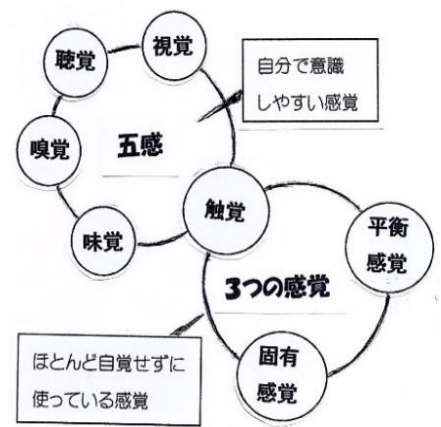 聴覚
視覚
自分で意識
しやすい感覚
嗅覚
五感
味覚
触覚
平衡
感覚
3つの感覚
ほとんど自覚せずに
使っている感覚
固有
感覚